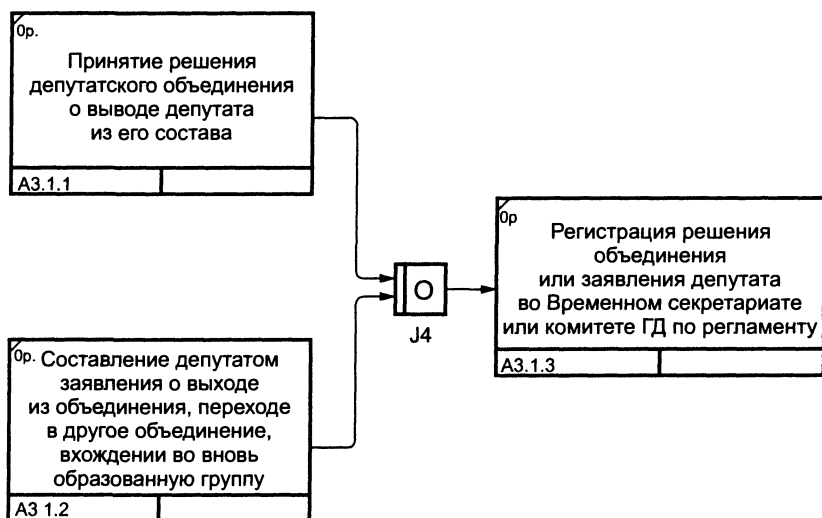 0р.
Принятие решения
депутатского объединения
о выводе депутата
из его состава
А3.1.1
0р.
Составление депутатом
заявления о выходе
из объединения, переходе
в другое объединение,
вхождении во вновь
образованную группу
А3 1.2
О
J4
0р
Регистрация решения
объединения
или заявления депутата
во Временном секретариате
или комитете ГД по регламенту
А3.1.3